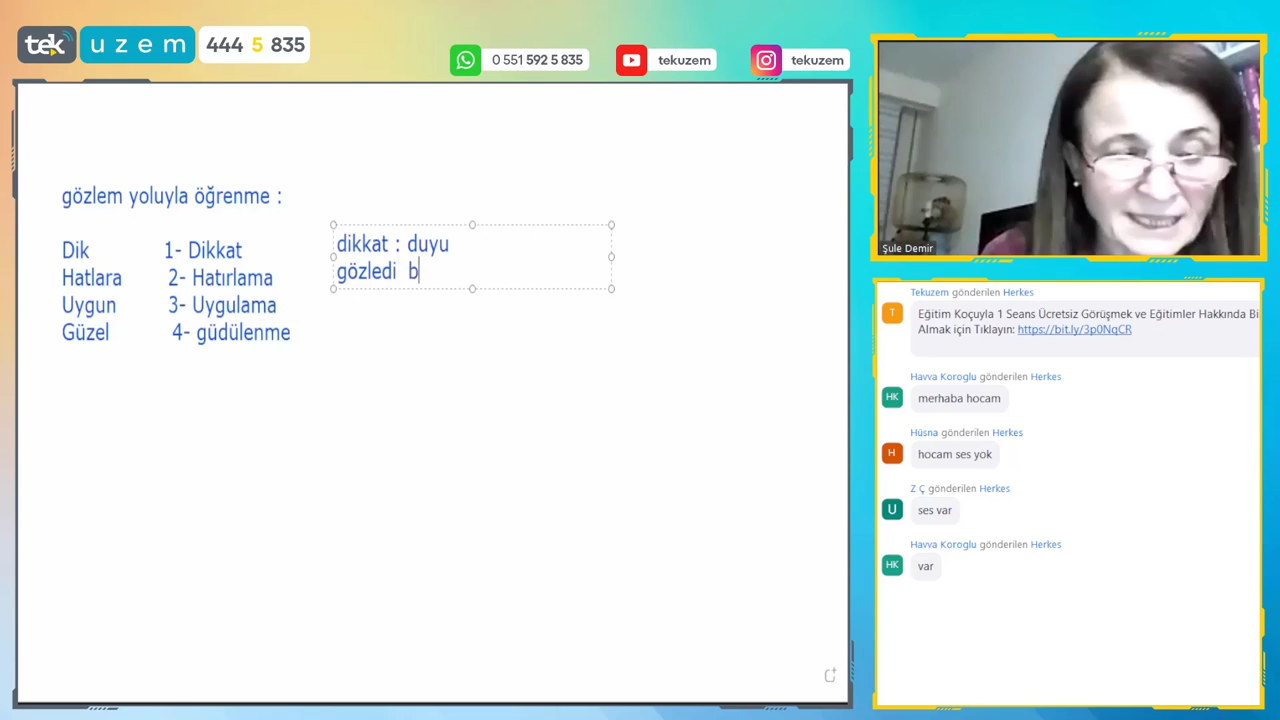 tek
uzem
444 5 835
0 551 592 5 835
tekuzem
tekuzem
gözlem yoluyla öğrenme :
Dik 1- Dikkat
Hatlara 2- Hatırlama
Uygun 3- Uygulama
Güzel 4- güdülenme
dikkat : duyu
gözledi b
Şule Demir
Tekuzem gönderilen Herkes
T
Eğitim Koçuyla 1 Seans Ücretsiz Görüşmek ve Eğitimler Hakkında Bi
Almak için Tıklayın: https://bit.ly/3p0NqCR
Havva Koroglu gönderilen Herkes
HK merhaba hocam
Hüsna gönderilen Herkes
H hocam ses yok
Z Ç gönderilen Herkes
U ses var
Havva Koroglu gönderilen Herkes
HK var